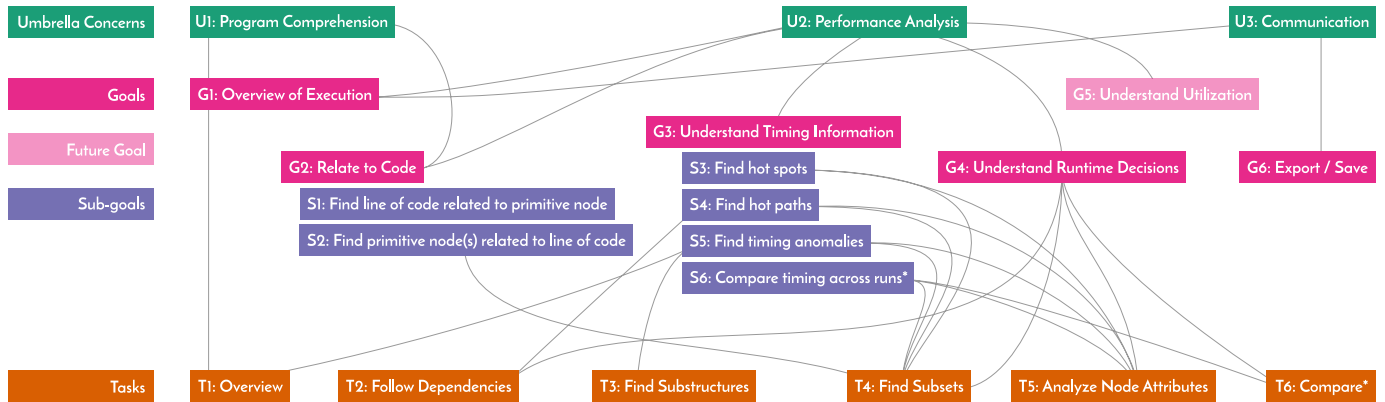 Umbrella Concerns
U1: Program Comprehension
U2: Performance Analysis
U3: Communication
Goals
G1: Overview of Execution
G5: Understand Utilization
G3: Understand Timing Information
Future Goal
G2: Relate to Code
S3: Find hot spots
G4: Understand Runtime Decisions
G6: Export / Save
Sub-goals
S1: Find line of code related to primitive node
S4: Find hot paths
S2: Find primitive node(s) related to line of code
S5: Find timing anomalies
S6: Compare timing across runs*
Tasks
T1: Overview
T2: Follow Dependencies
T3: Find Substructures
T4: Find Subsets
T5: Analyze Node Attributes
T6: Compare*